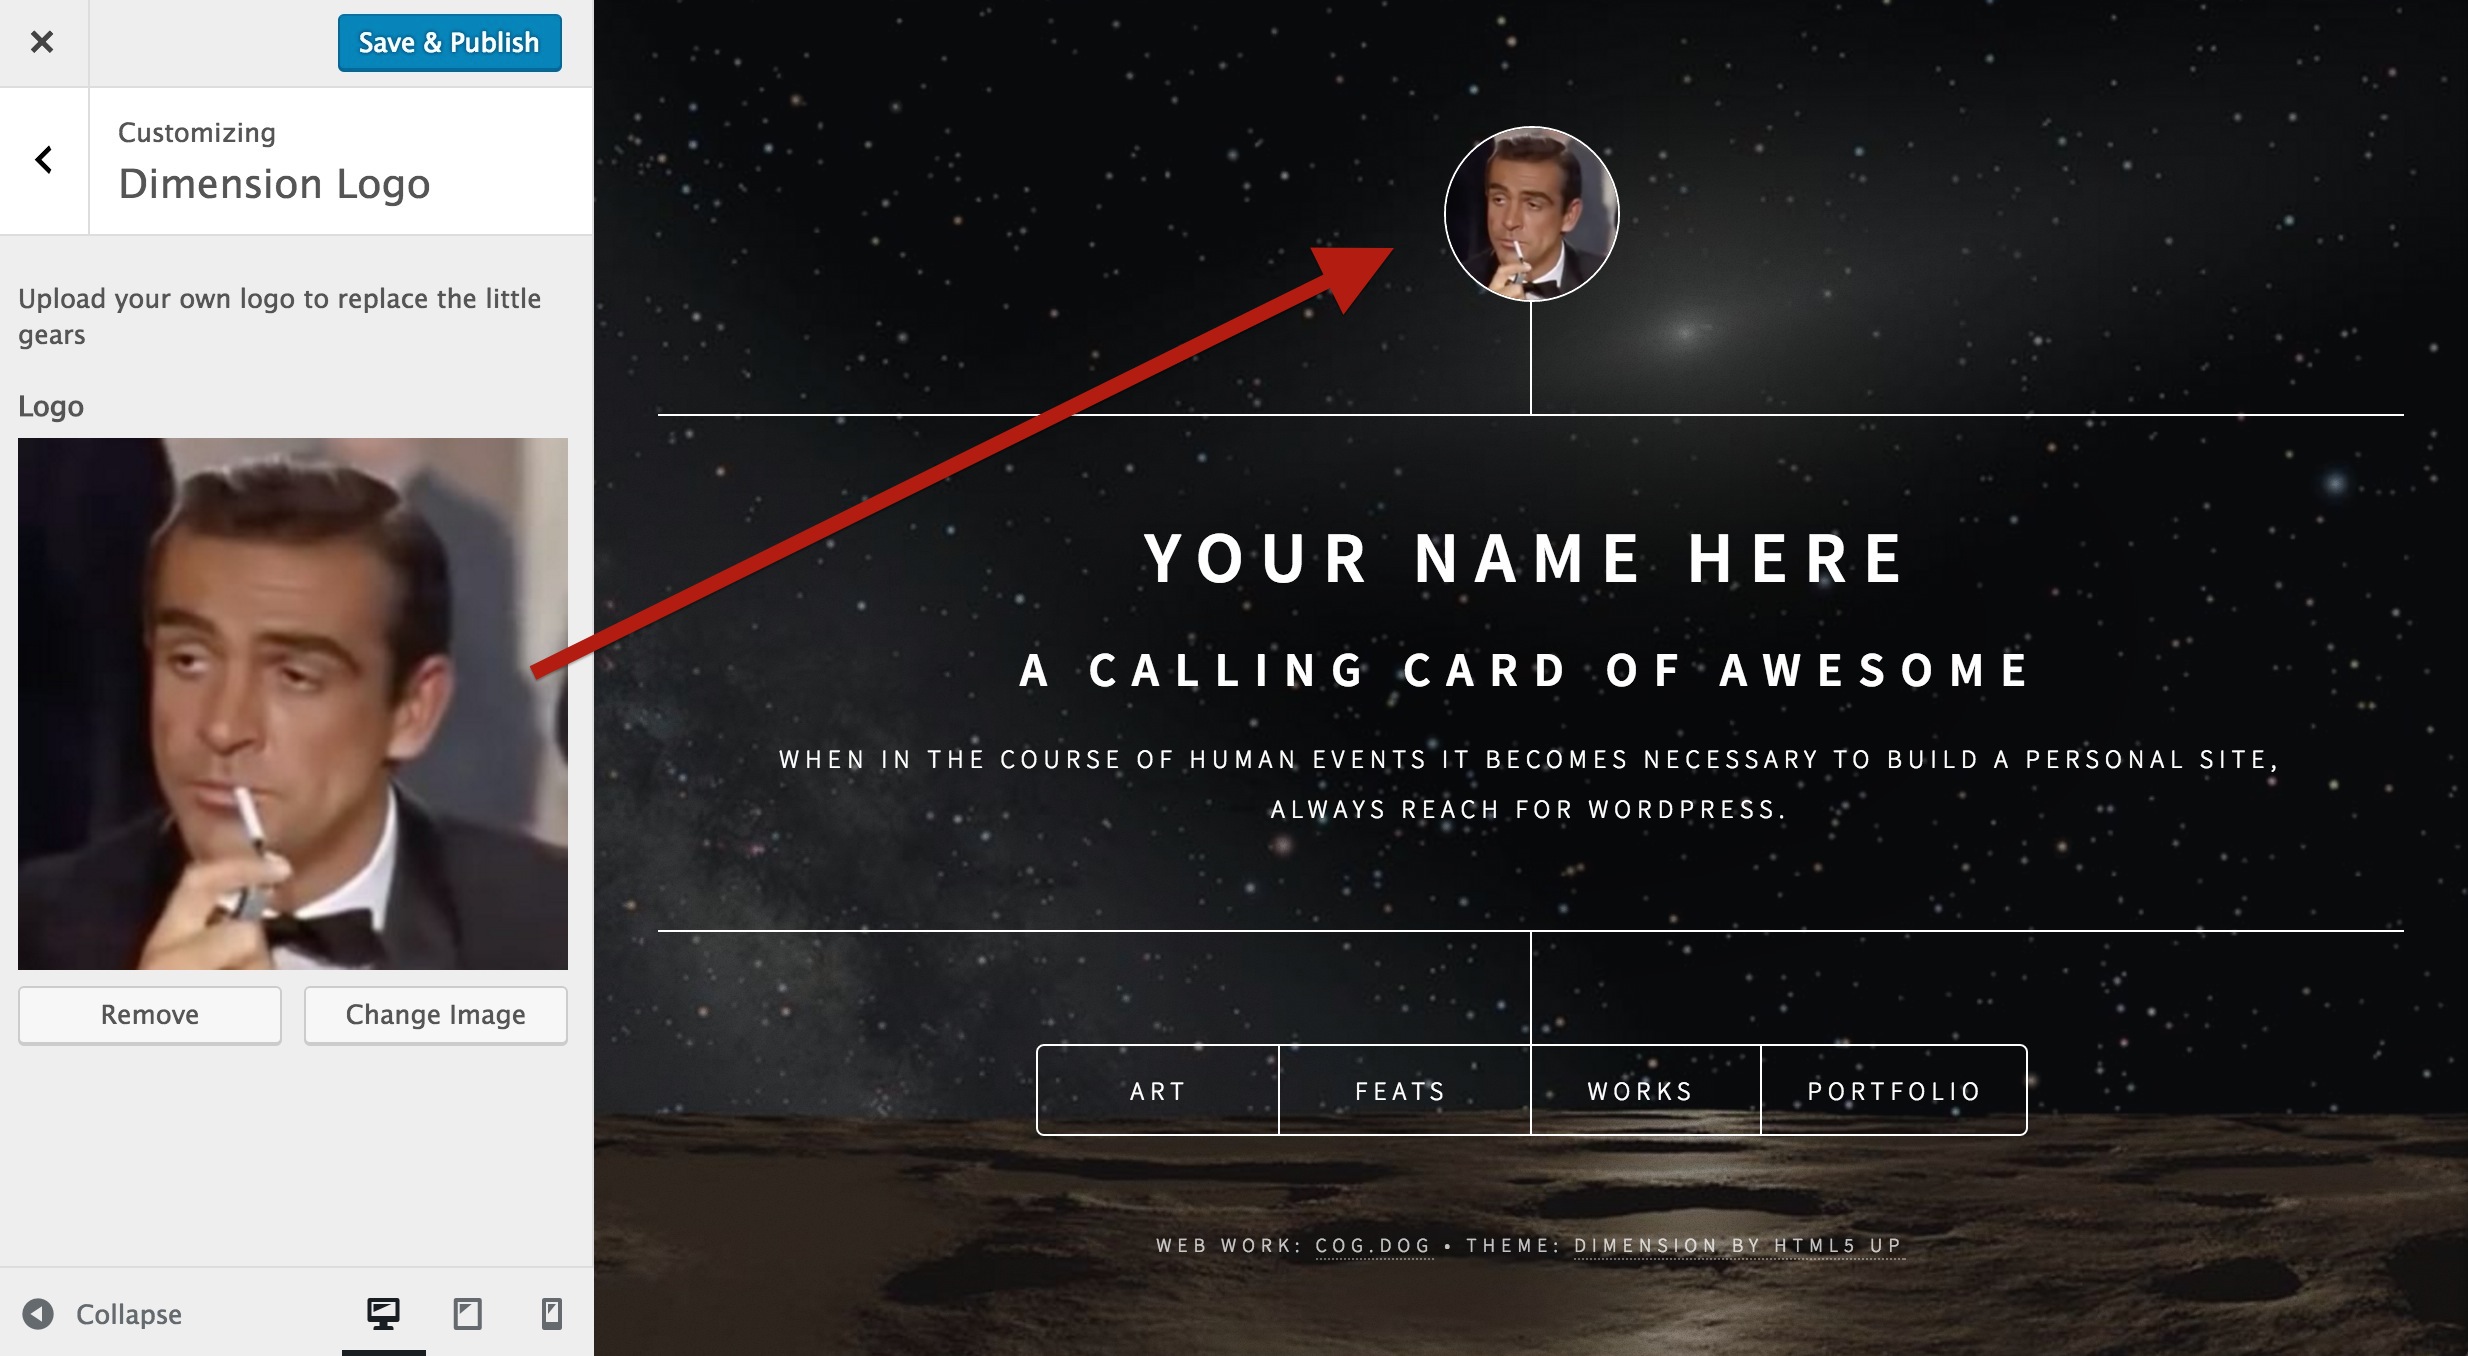 Save & Publish
Customizing
Dimension Logo
Upload your own logo to replace the little
gears
Logo
Remove
Change Image
Collapse
YOUR NAME HERE
A CALLING CARD OF AWESOME
WHEN IN THE COURSE OF HUMAN EVENTS IT BECOMES NECESSARY TO BUILD A PERSONAL SITE,
ALWAYS REACH FOR WORDPRESS.
ART
FEATS
WORKS
PORTFOLIO
WEB WORK: COG.DOG • THEME: DIMENSION BY HTML5 UP